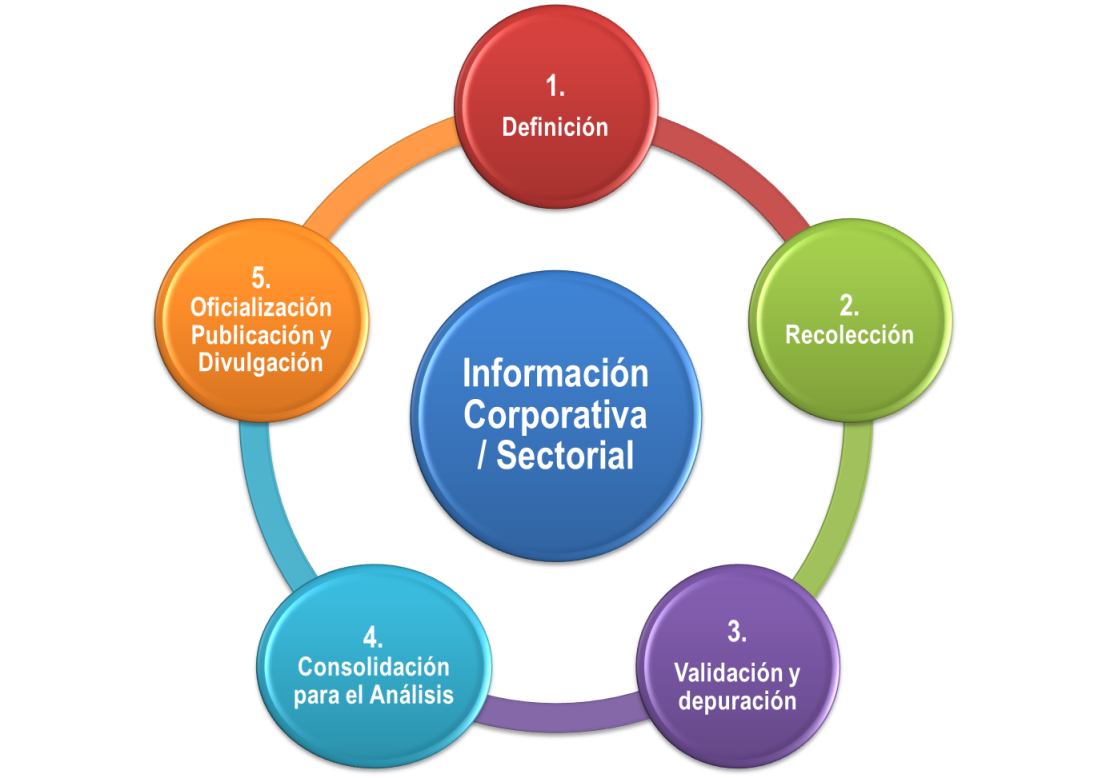 1.
Definición
2.
Recolección
3.
Validación y
depuración
4.
Consolidación
para el Análisis
5.
Oficialización
Publicación y
Divulgación
Información
Corporativa
/ Sectorial